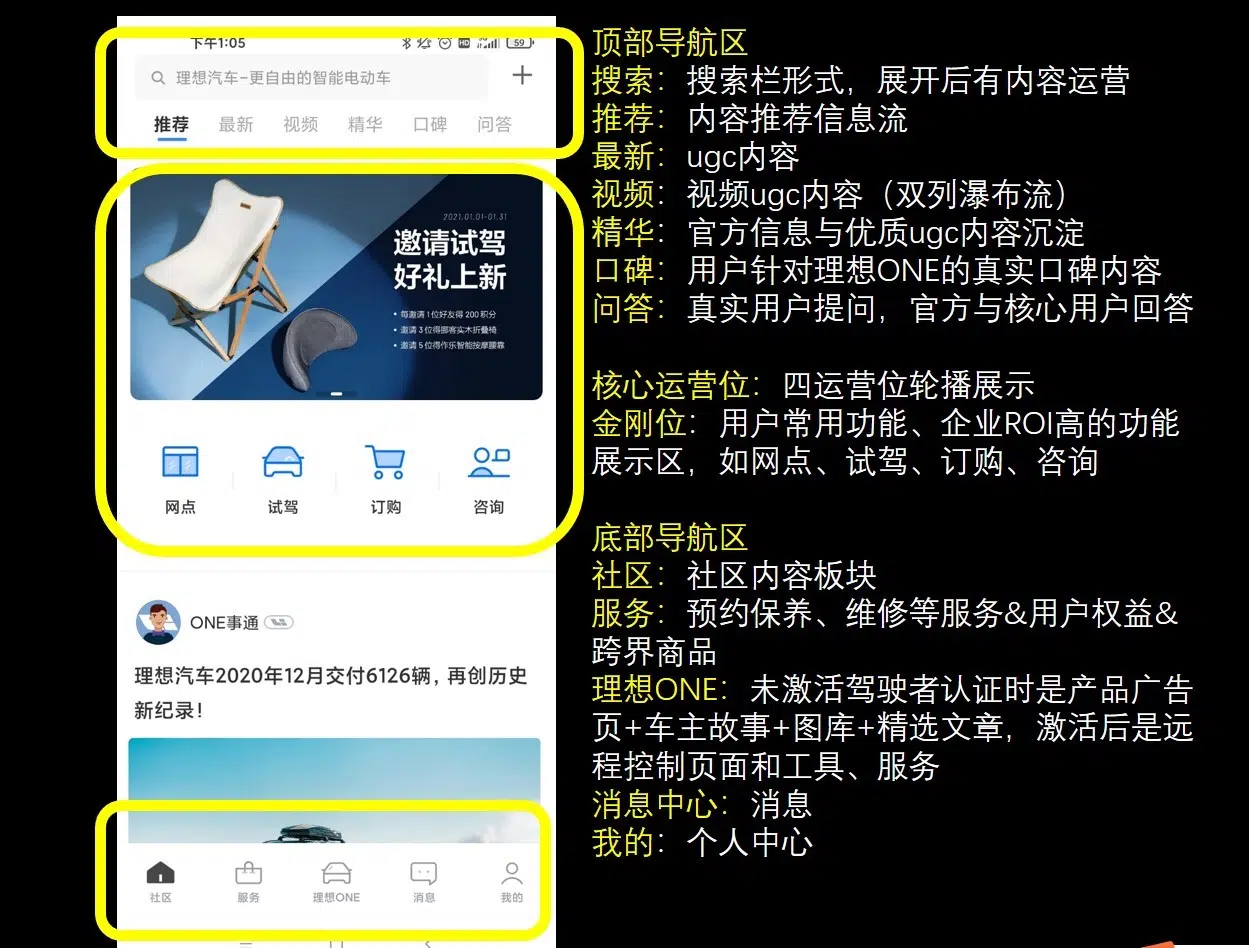 下午1:05
HD
59
理想汽车-更自由的智能电动车
推荐 最新 视频 精华 口碑 问答
2021.01.01-01.31
邀请试驾
好礼上新
• 每邀请 1 位好友得 200 积分
• 邀请 3 位得挪客实木折叠椅
• 邀请 5 位得作乐智能按摩腰靠
网点 试驾 订购 咨询
ONE事通
理想汽车2020年12月交付6126辆，再创历史
新纪录！
社区 服务 理想ONE 消息 我的
顶部导航区
搜索：搜索栏形式，展开后有内容运营
推荐：内容推荐信息流
最新：ugc内容
视频：视频ugc内容（双列瀑布流）
精华：官方信息与优质ugc内容沉淀
口碑：用户针对理想ONE的真实口碑内容
问答：真实用户提问，官方与核心用户回答
核心运营位：四运营位轮播展示
金刚位：用户常用功能、企业ROI高的功能
展示区，如网点、试驾、订购、咨询
底部导航区
社区：社区内容板块
服务：预约保养、维修等服务&用户权益&
跨界商品
理想ONE：未激活驾驶者认证时是产品广告
页+车主故事+图库+精选文章，激活后是远
程控制页面和工具、服务
消息中心：消息
我的：个人中心